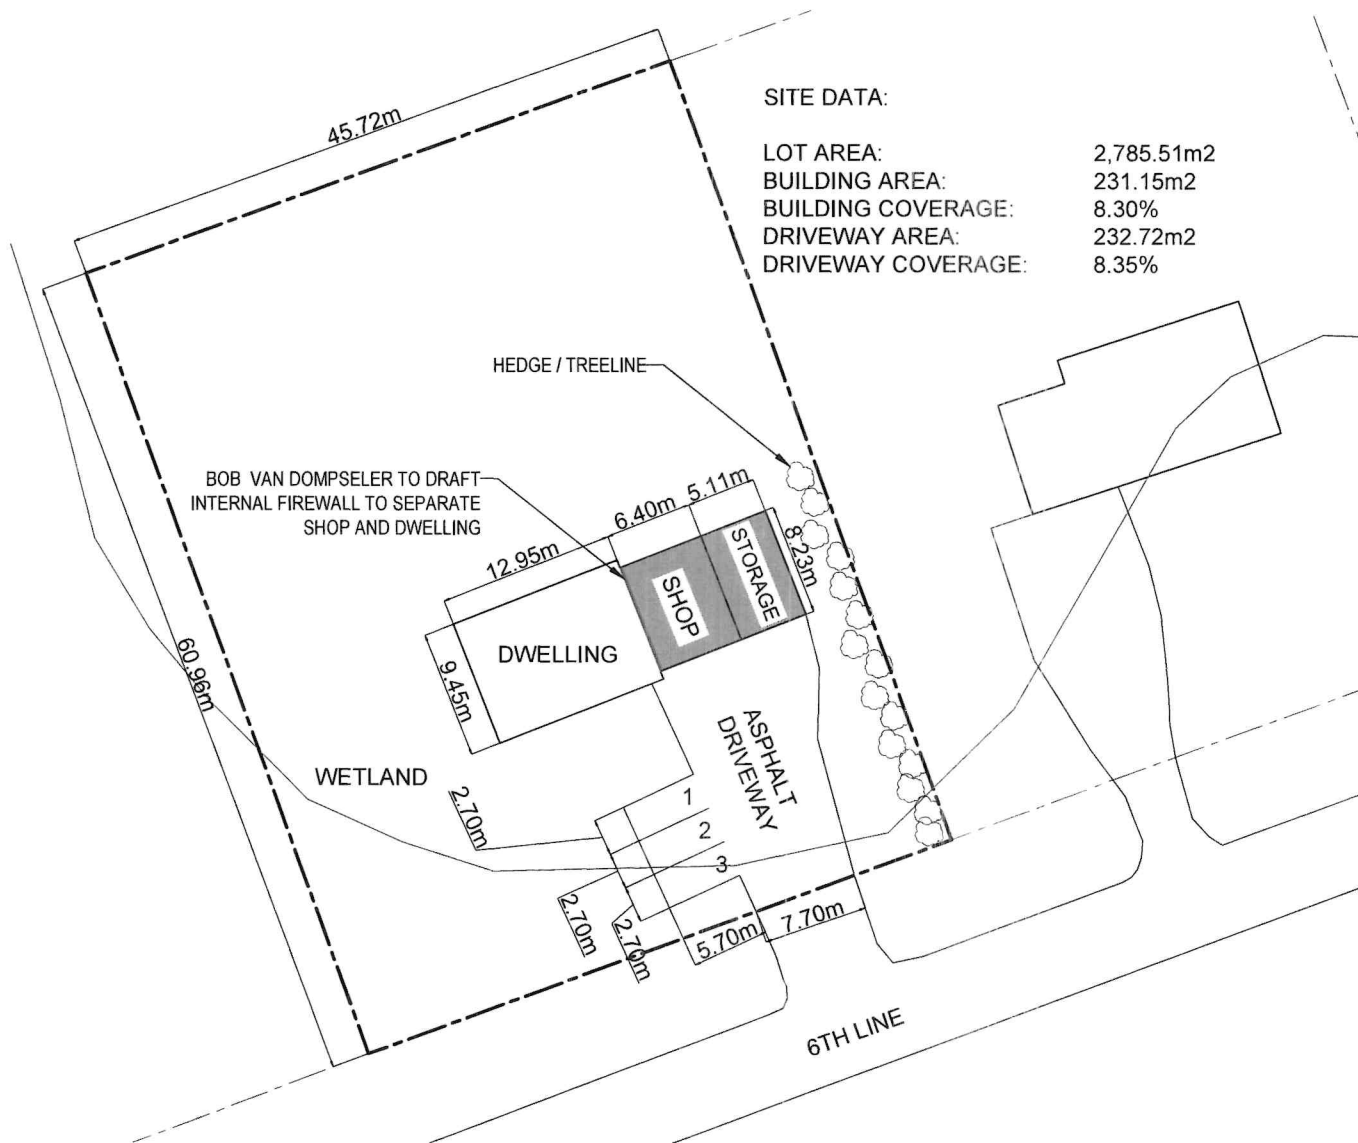 45.72m
SITE DATA:
LOT AREA: 2,785.51m2
BUILDING AREA: 231.15m2
BUILDING COVERAGE: 8.30%
DRIVEWAY AREA: 232.72m2
DRIVEWAY COVERAGE: 8.35%
HEDGE / TREELINE
BOB VAN DOMPSELER TO DRAFT
INTERNAL FIREWALL TO SEPARATE
SHOP AND DWELLING
5.11m
6.40m
12.95m
STORAGE
8.23m
SHOP
DWELLING
9.45m
60.96m
ASPHALT
DRIVEWAY
WETLAND
2.70m
1
2
3
2.70m
2.70m
5.70m
7.70m
6TH LINE